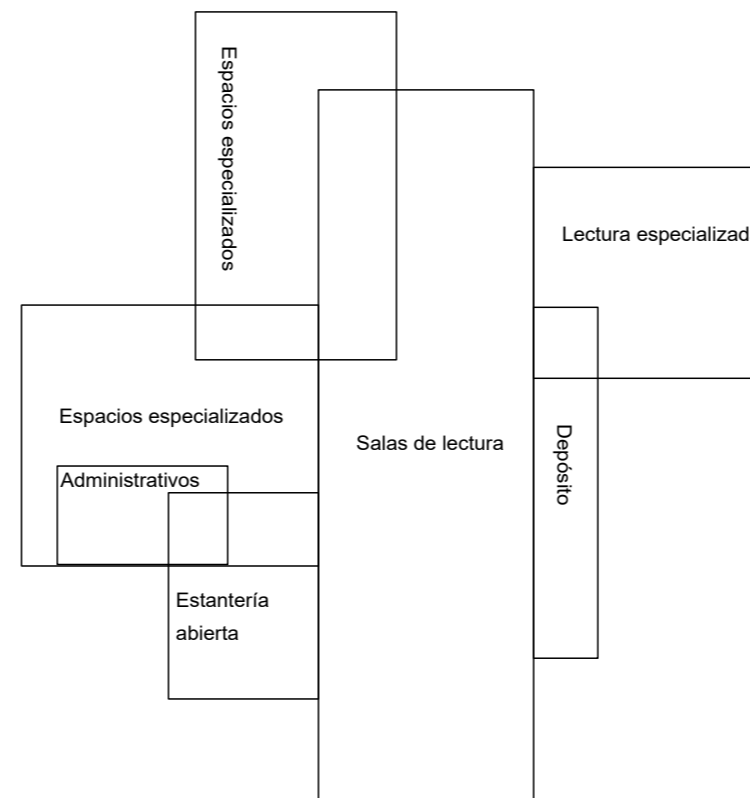 Espacios especializados
Lectura especializad
Espacios especializados
Salas de lectura
Depósito
Administrativos
Estantería
abierta